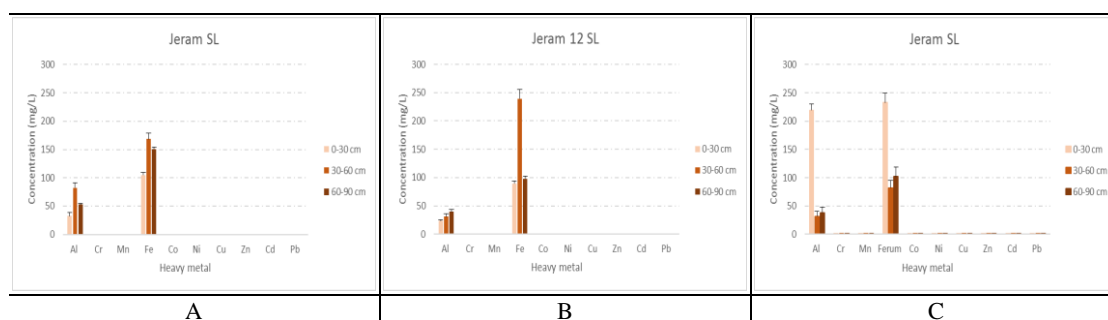 Jeram SL
Concentration (mg/L)
300
250
200
150
100
50
0
Al Cr Mn Fe Co Ni Cu Zn Cd Pb
Heavy metal
0-30 cm
30-60 cm
60-90 cm
A
Jeram 12 SL
Concentration (mg/L)
300
250
200
150
100
50
0
Al Cr Mn Fe Co Ni Cu Zn Cd Pb
Heavy metal
0-30 cm
30-60 cm
60-90 cm
B
Jeram SL
Concentration (mg/L)
300
250
200
150
100
50
0
Al Cr Mn Ferum Co Ni Cu Zn Cd Pb
Heavy metal
0-30 cm
30-60 cm
60-90 cm
C